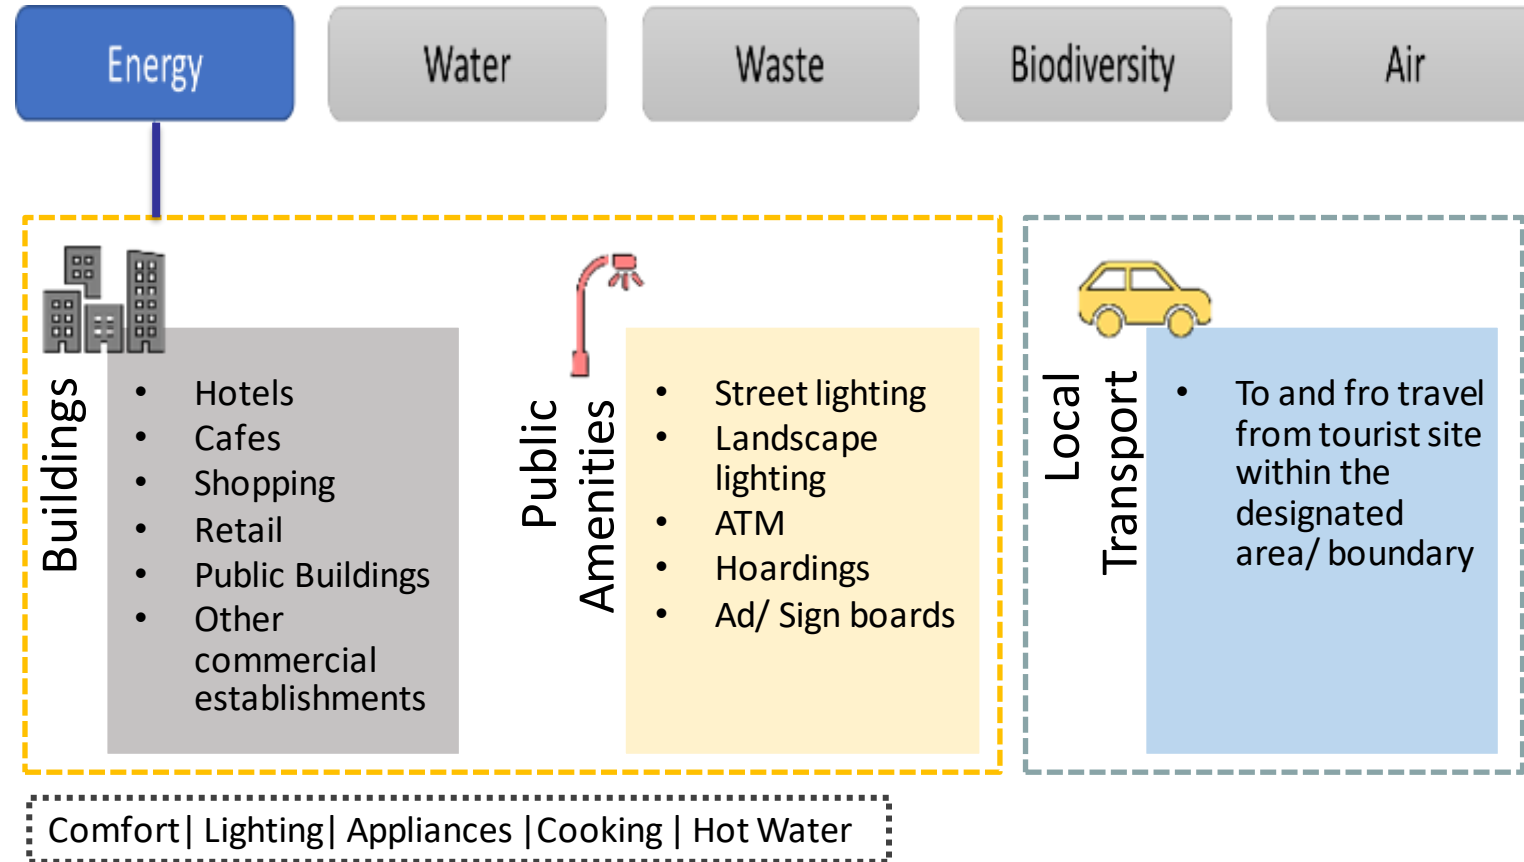 Energy
Water
Waste
Biodiversity
Air
Buildings
• Hotels
• Cafes
• Shopping
• Retail
• Public Buildings
• Other
commercial
establishments
Public
Amenities
• Street lighting
• Landscape
lighting
• ATM
• Hoardings
• Ad/ Sign boards
Local
Transport
• To and fro travel
from tourist site
within the
designated
area/ boundary
Comfort| Lighting| Appliances |Cooking | Hot Water